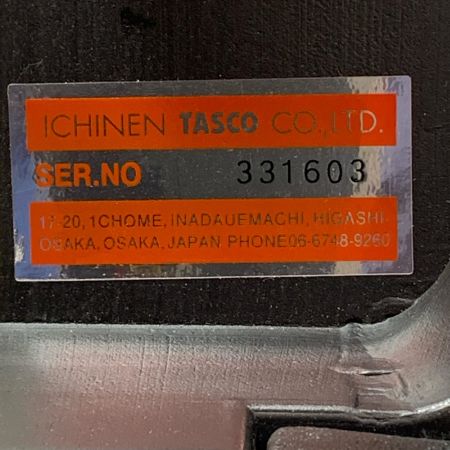 ICHINEN TASCO CO.,LTD.
SER.NO 331603
17-20, 1CHOME, INADAUEMACHI, HIGASHI-
OSAKA, OSAKA, JAPAN PHONE06-6748-9260